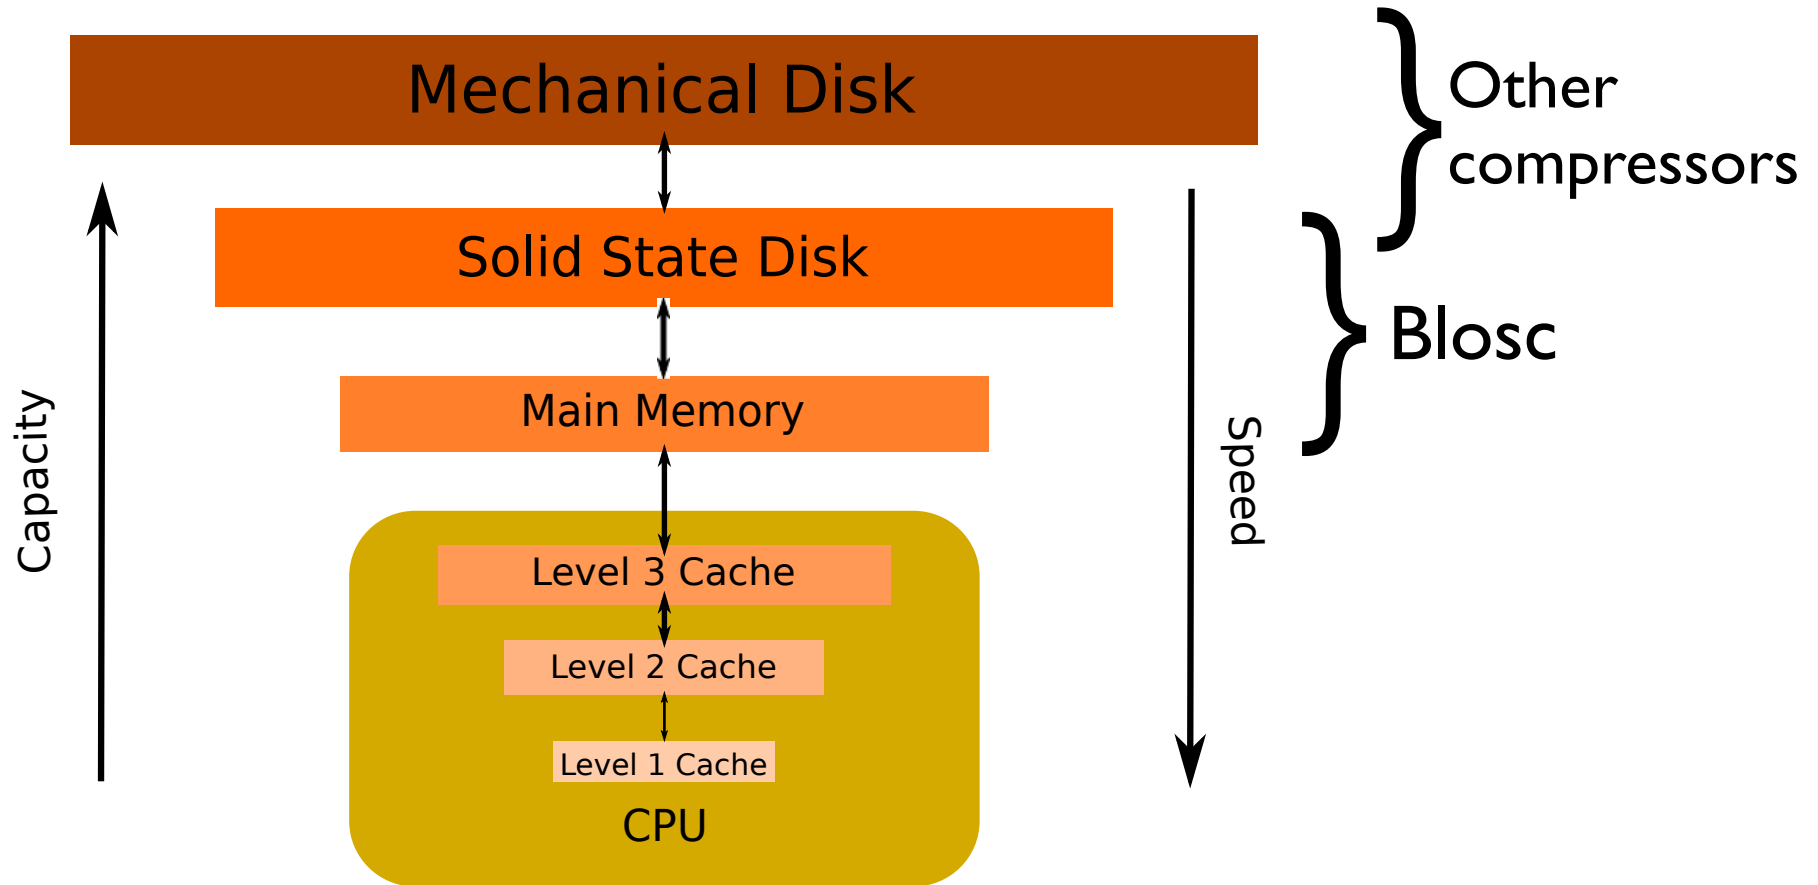 Mechanical Disk
Other
compressors
Solid State Disk
Blosc
Main Memory
Capacity
Speed
Level 3 Cache
Level 2 Cache
Level 1 Cache
CPU